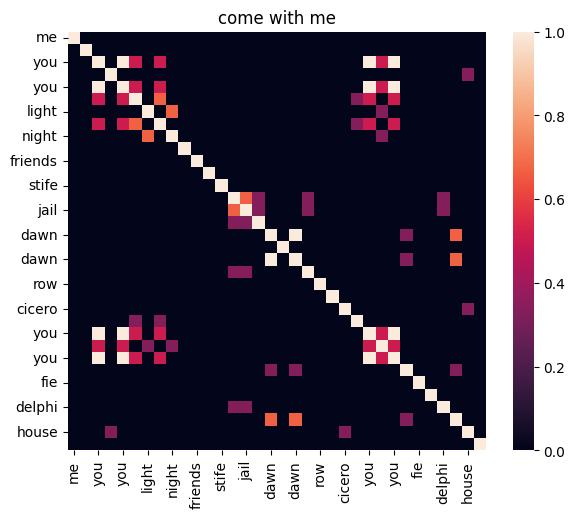 come with me
me
you
you
light
night
friends
stife
jail
dawn
dawn
row
cicero
you
you
fie
delphi
house
1.0
0.8
0.6
0.4
0.2
0.0
me
you
you
light
night
friends
stife
jail
dawn
dawn
row
cicero
you
you
fie
delphi
house